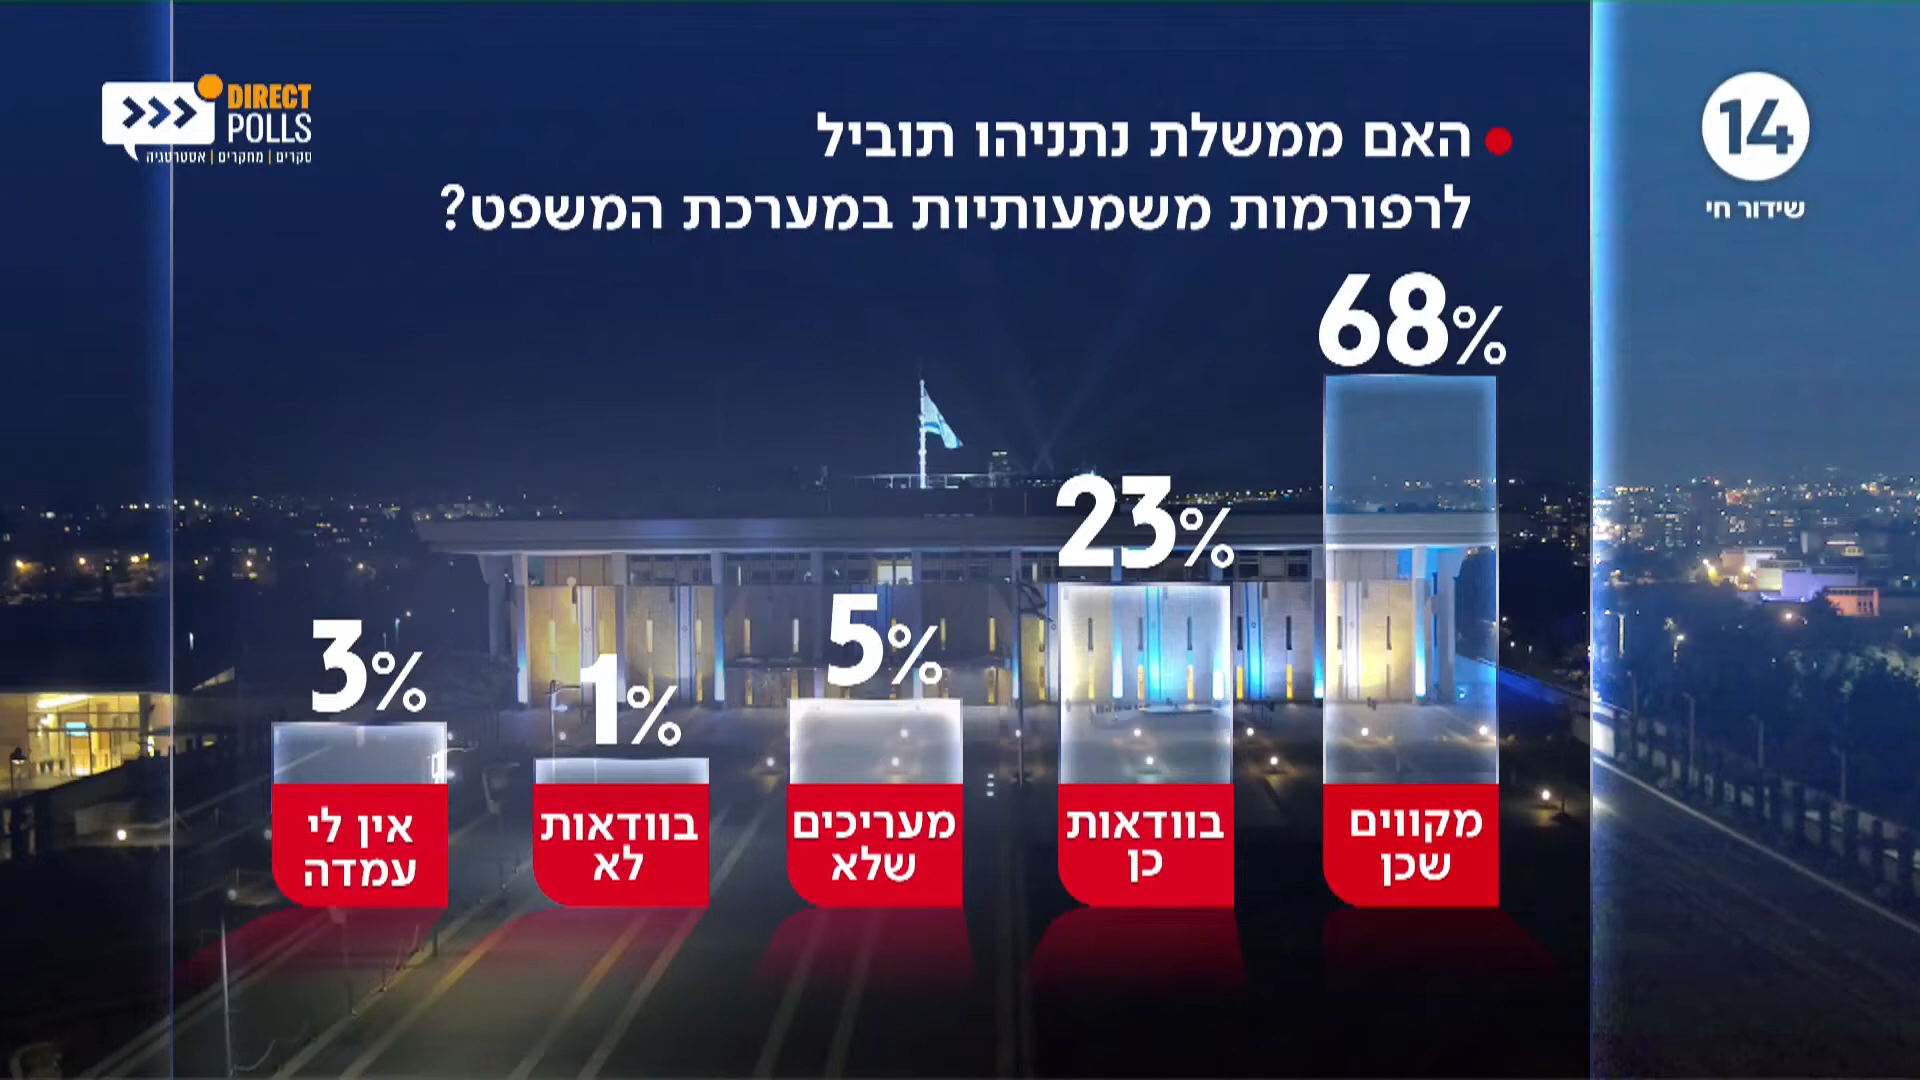 DIRECT
POLLS
סקרים | מחקרים | אסטרטגיה
14
שידור חי
האם ממשלת נתניהו תוביל
לרפורמות משמעותיות במערכת המשפט?
68%
מקווים
שכן
23%
בוודאות
כן
5%
מעריכים
שלא
1%
בוודאות
לא
3%
אין לי
עמדה